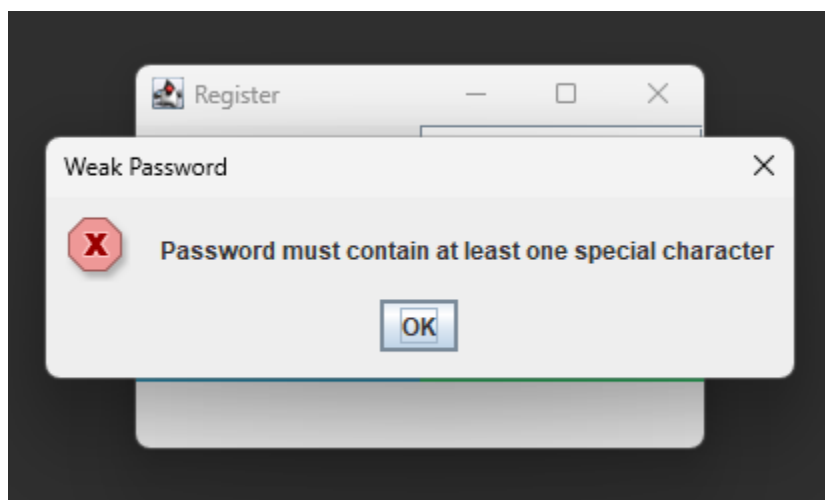 Register
Weak Password
X
Password must contain at least one special character
OK